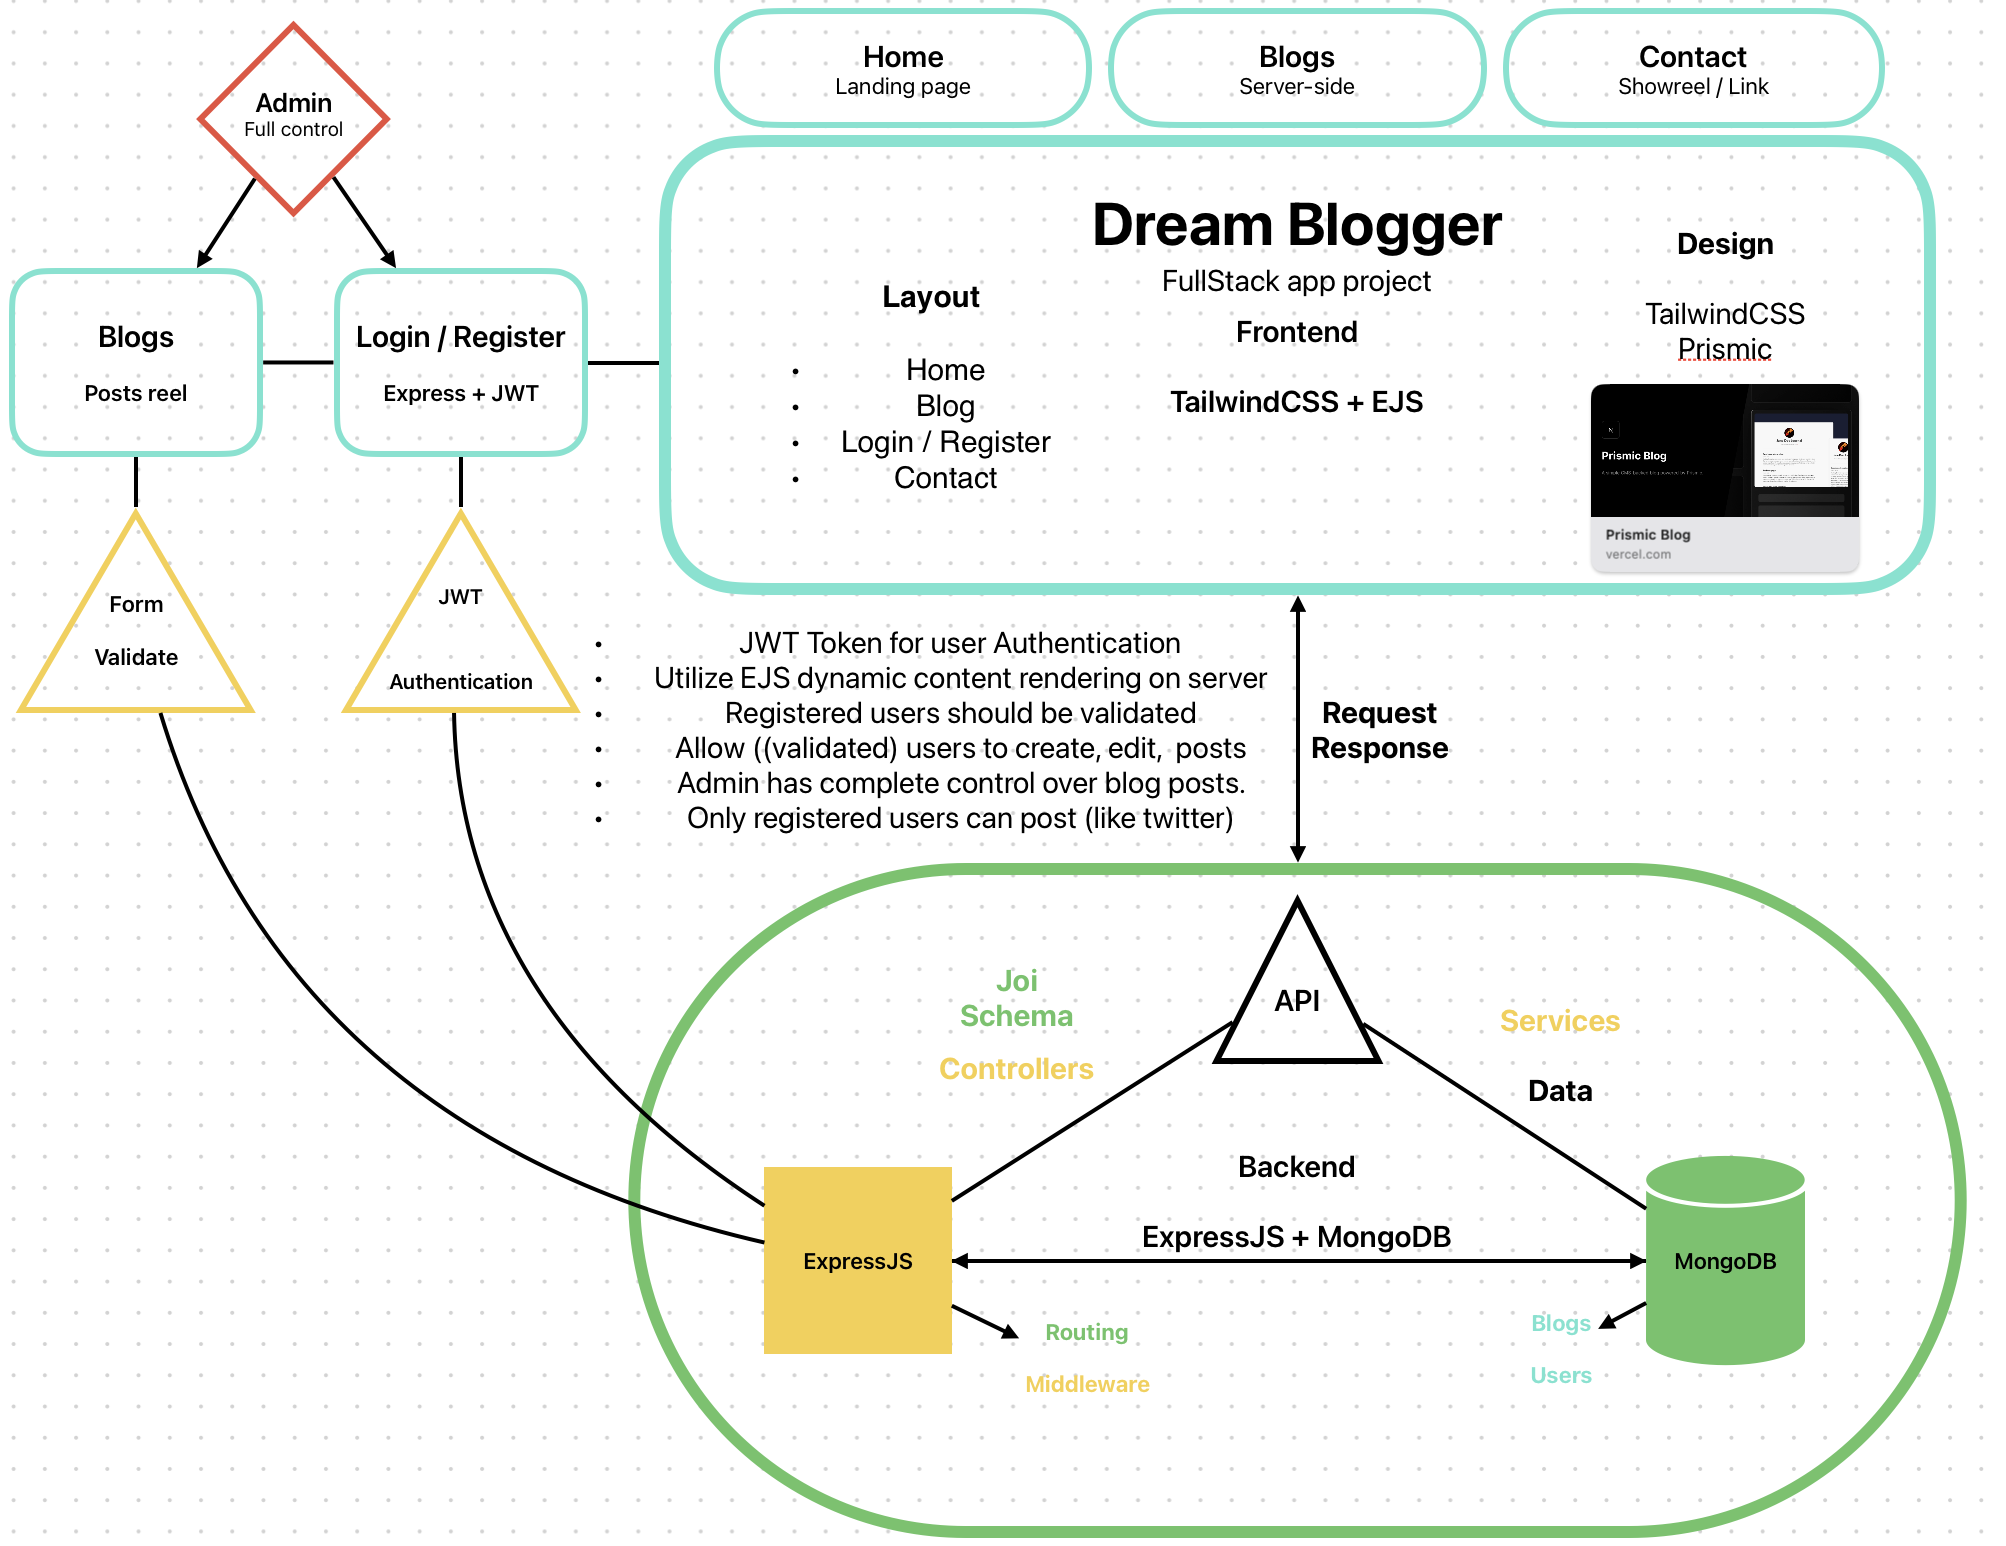 Home
Landing page
Blogs
Server-side
Contact
Showreel / Link
Admin
Full control
Blogs
Posts reel
Login / Register
Express + JWT
Dream Blogger
FullStack app project
Frontend
TailwindCSS + EJS
Layout
• Home
• Blog
• Login / Register
• Contact
Design
TailwindCSS
Prismic
Prismic Blog
Prismic Blog
vercel.com
Form
Validate
JWT
Authentication
• JWT Token for user Authentication
• Utilize EJS dynamic content rendering on server
• Registered users should be validated
• Allow ((validated) users to create, edit, posts
• Admin has complete control over blog posts.
• Only registered users can post (like twitter)
Request
Response
API
Joi
Schema
Controllers
Services
Data
Backend
ExpressJS + MongoDB
ExpressJS
MongoDB
Routing
Middleware
Blogs
Users